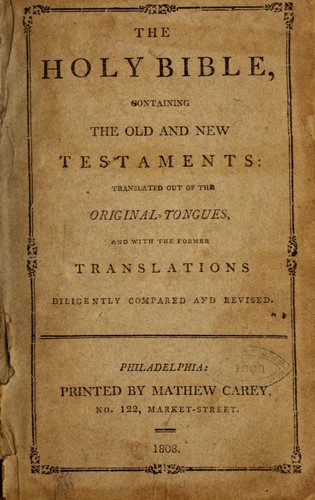 THE
HOLY BIBLE,
CONTAINING
THE OLD AND NEW
TESTAMENTS:
TRANSLATED OUT OF THE
ORIGINAL TONGUES,
AND WITH THE FORMER
TRANSLATIONS
DILIGENTLY COMPARED AND REVISED.
PHILADELPHIA:
PRINTED BY MATHEW CAREY,
NO. 122, MARKET-STREET.
1803.